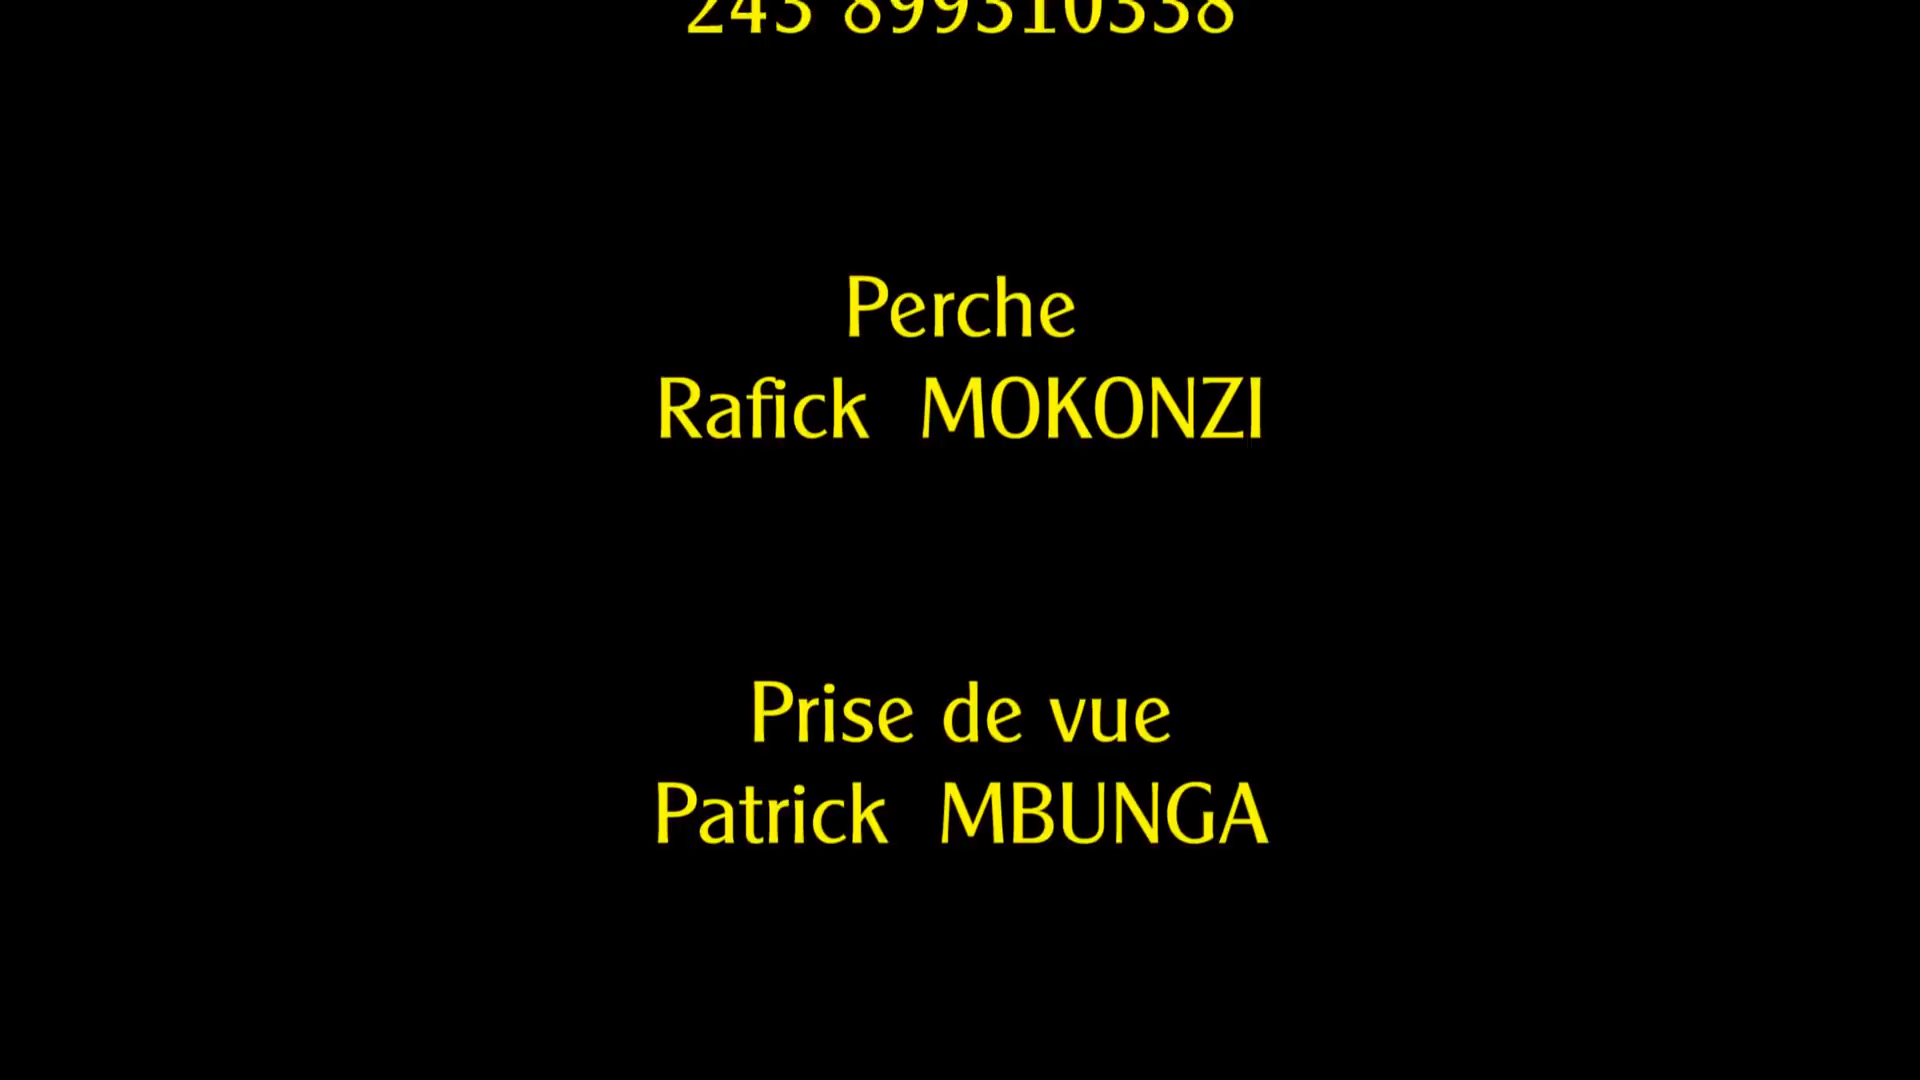 243 899310338
Perche
Rafick MOKONZI
Prise de vue
Patrick MBUNGA